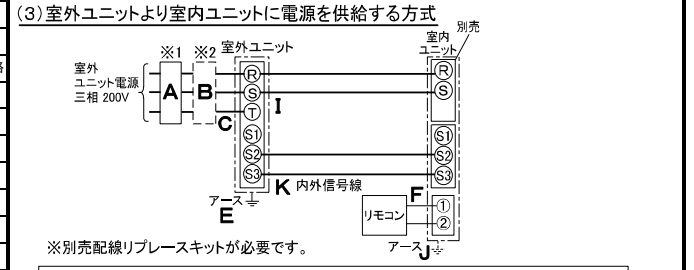 (3)室外ユニットより室内ユニットに電源を供給する方式
別売
※1 ※2 室外ユニット 室内
ユニット
室外
ユニット電源
三相 200V
A B C
R
S
T
S1
S2
S3
I
K 内外信号線
R
S
S1
S2
S3
F
リモコン
①
②
アース
E
アース J
※別売配線リプレースキットが必要です。